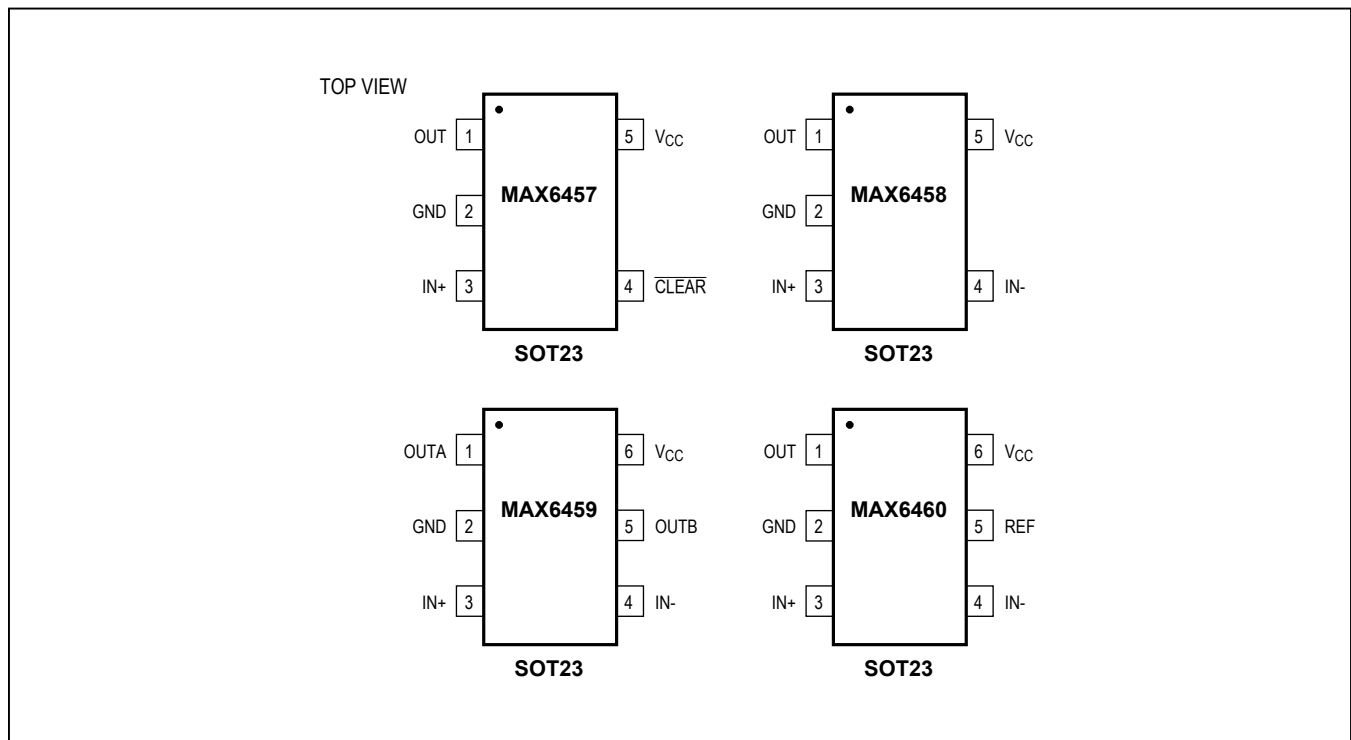 TOP VIEW
OUT 1
5 VCC
MAX6457
GND 2
IN+ 3
4 CLEAR
SOT23
OUT 1
5 VCC
MAX6458
GND 2
IN+ 3
4 IN-
SOT23
OUTA 1
6 VCC
MAX6459
GND 2
5 OUTB
IN+ 3
4 IN-
SOT23
OUT 1
6 VCC
MAX6460
GND 2
5 REF
IN+ 3
4 IN-
SOT23